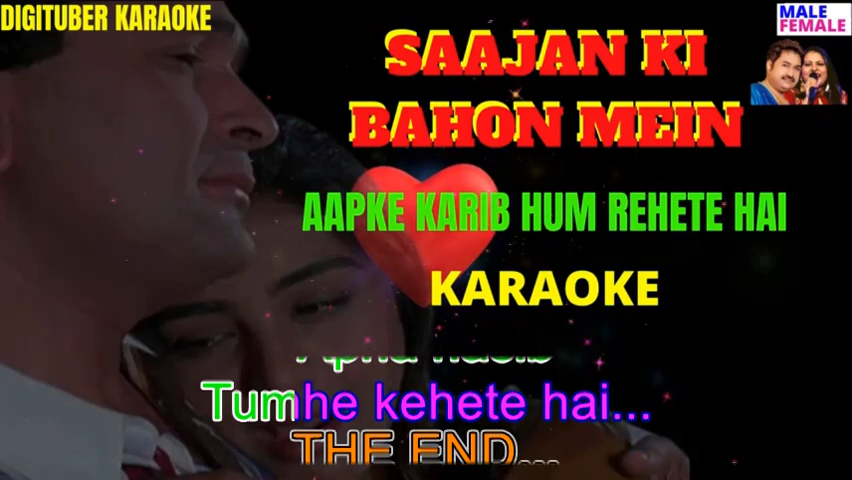 DIGITUBER KARAOKE
MALE
FEMALE
SAAJAN KI
BAHON MEIN
AAPKE KARIB HUM REHETE HAI
KARAOKE
Tumhe kehete hai...
THE END...